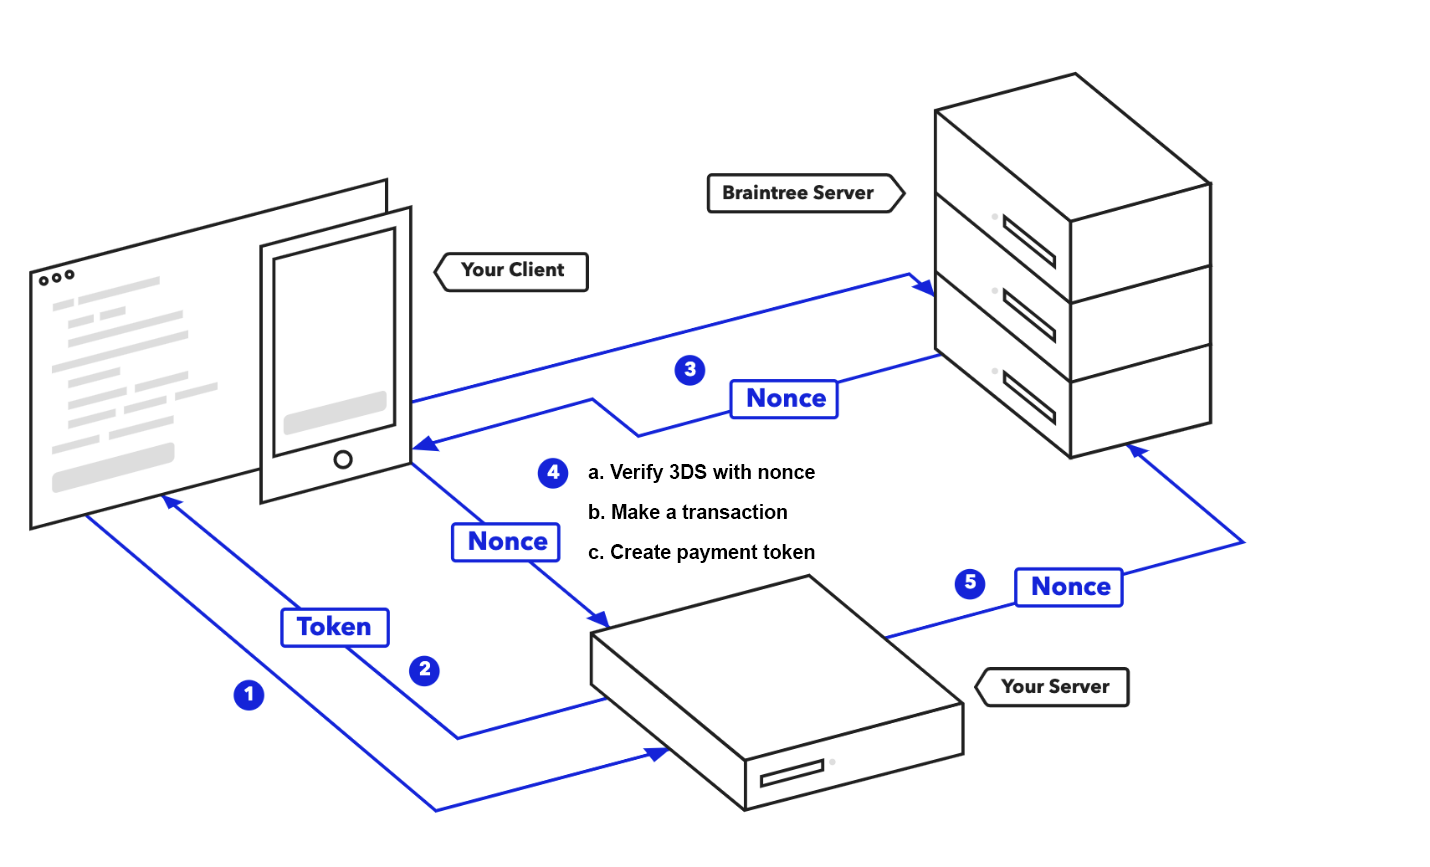 Braintree Server
Your Client
3
Nonce
4
a. Verify 3DS with nonce
b. Make a transaction
Nonce
c. Create payment token
5
Nonce
Token
2
1
Your Server